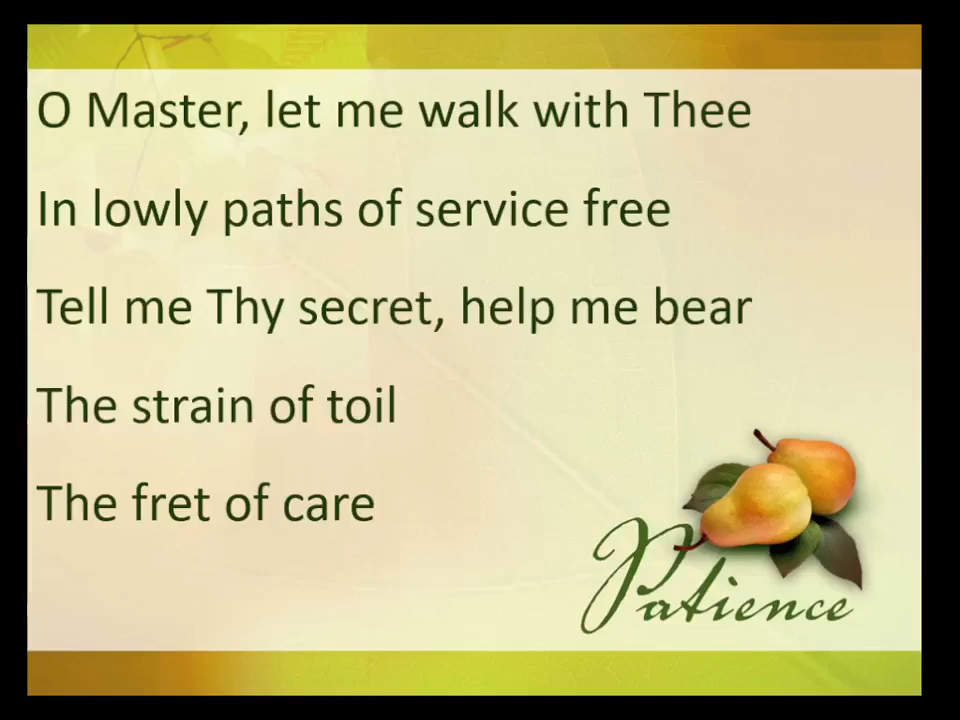 O Master, let me walk with Thee
In lowly paths of service free
Tell me Thy secret, help me bear
The strain of toil
The fret of care
Patience